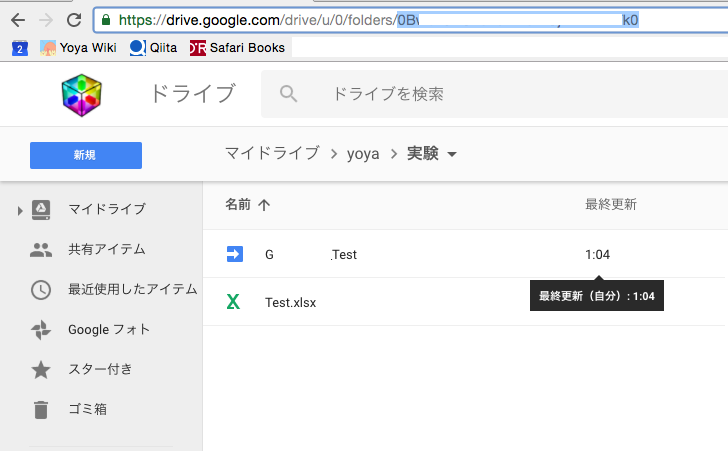 https://drive.google.com/drive/u/0/folders/0B k0
2 Yoya Wiki Qiita Safari Books
ドライブ ドライブを検索
新規 マイドライブ > yoya > 実験
マイドライブ 名前 最終更新
共有アイテム G .Test 1:04
最近使用したアイテム 最終更新（自分）: 1:04
Test.xlsx
Google フォト
スター付き
ゴミ箱